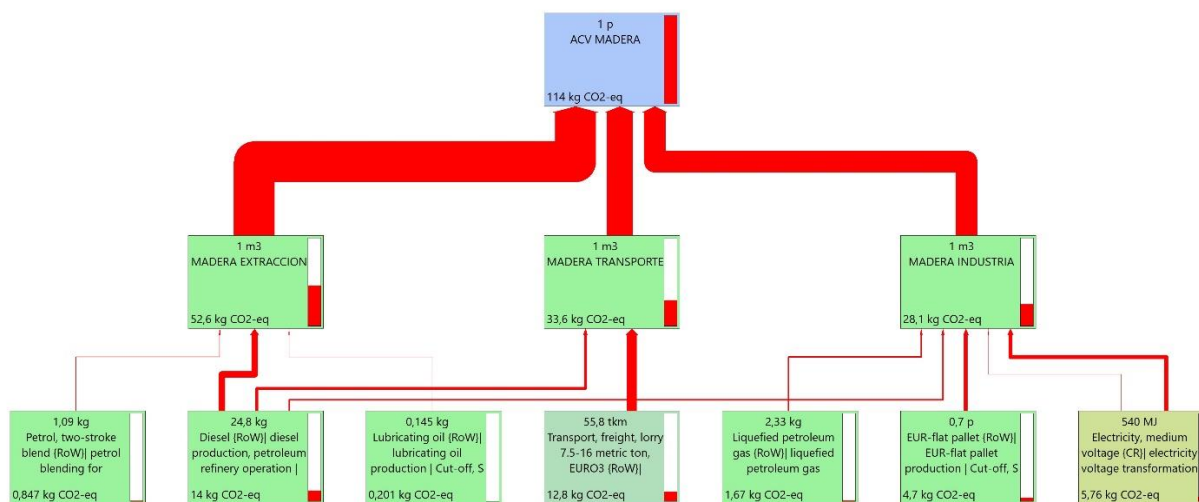 1 p
ACV MADERA
114 kg CO2-eq
1 m3
MADERA EXTRACCION
52,6 kg CO2-eq
1 m3
MADERA TRANSPORTE
33,6 kg CO2-eq
1 m3
MADERA INDUSTRIA
28,1 kg CO2-eq
1,09 kg
Petrol, two-stroke
blend {RoW}|
petrol
blending for
0,847 kg CO2-eq
24,8 kg
Diesel {RoW}| diesel
production, petroleum
refinery operation |
14 kg CO2-eq
0,145 kg
Lubricating oil {RoW}|
lubricating oil
production | Cut-off, S
0,201 kg CO2-eq
55,8 tkm
Transport, freight, lorry
7.5-16 metric ton,
EURO3 {RoW}|
12,8 kg CO2-eq
2,33 kg
Liquefied petroleum
gas {RoW}| liquefied
petroleum gas
1,67 kg CO2-eq
0,7 p
EUR-flat pallet {RoW}|
EUR-flat pallet
production | Cut-off, S
4,7 kg CO2-eq
540 MJ
Electricity, medium
voltage {CR}| electricity
voltage transformation
5,76 kg CO2-eq